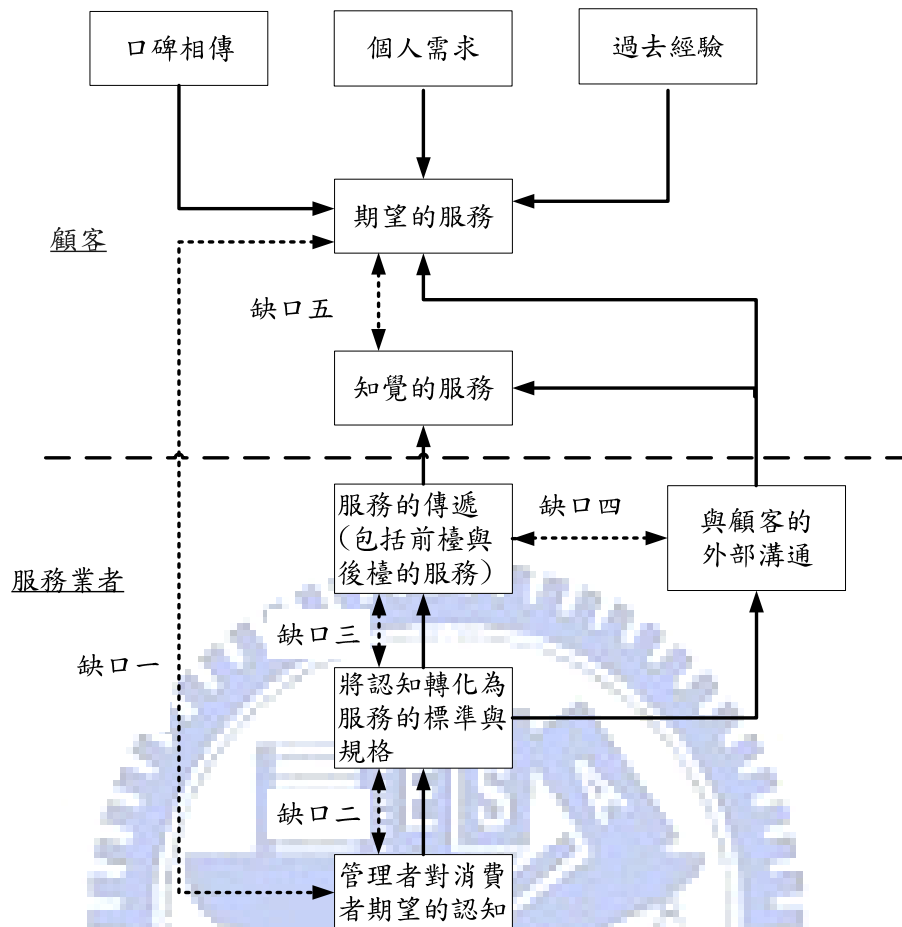 口碑相傳
個人需求
過去經驗
期望的服務
顧客
缺口五
知覺的服務
服務的傳遞
(包括前檯與
後檯的服務)
缺口四
與顧客的
外部溝通
服務業者
缺口三
缺口一
將認知轉化為
服務的標準與
規格
缺口二
管理者對消費
者期望的認知